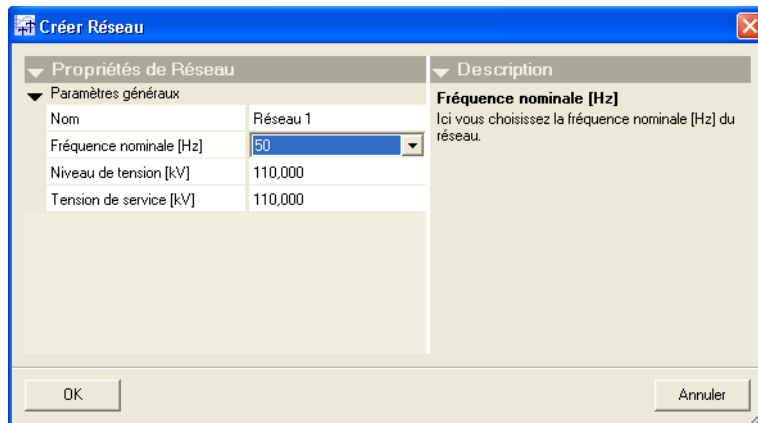 Créer Réseau
Propriétés de Réseau
Paramètres généraux
Nom Réseau 1
Fréquence nominale [Hz] 50
Niveau de tension [kV] 110,000
Tension de service [kV] 110,000
Description
Fréquence nominale [Hz]
Ici vous choisissez la fréquence nominale [Hz] du
réseau.
OK
Annuler